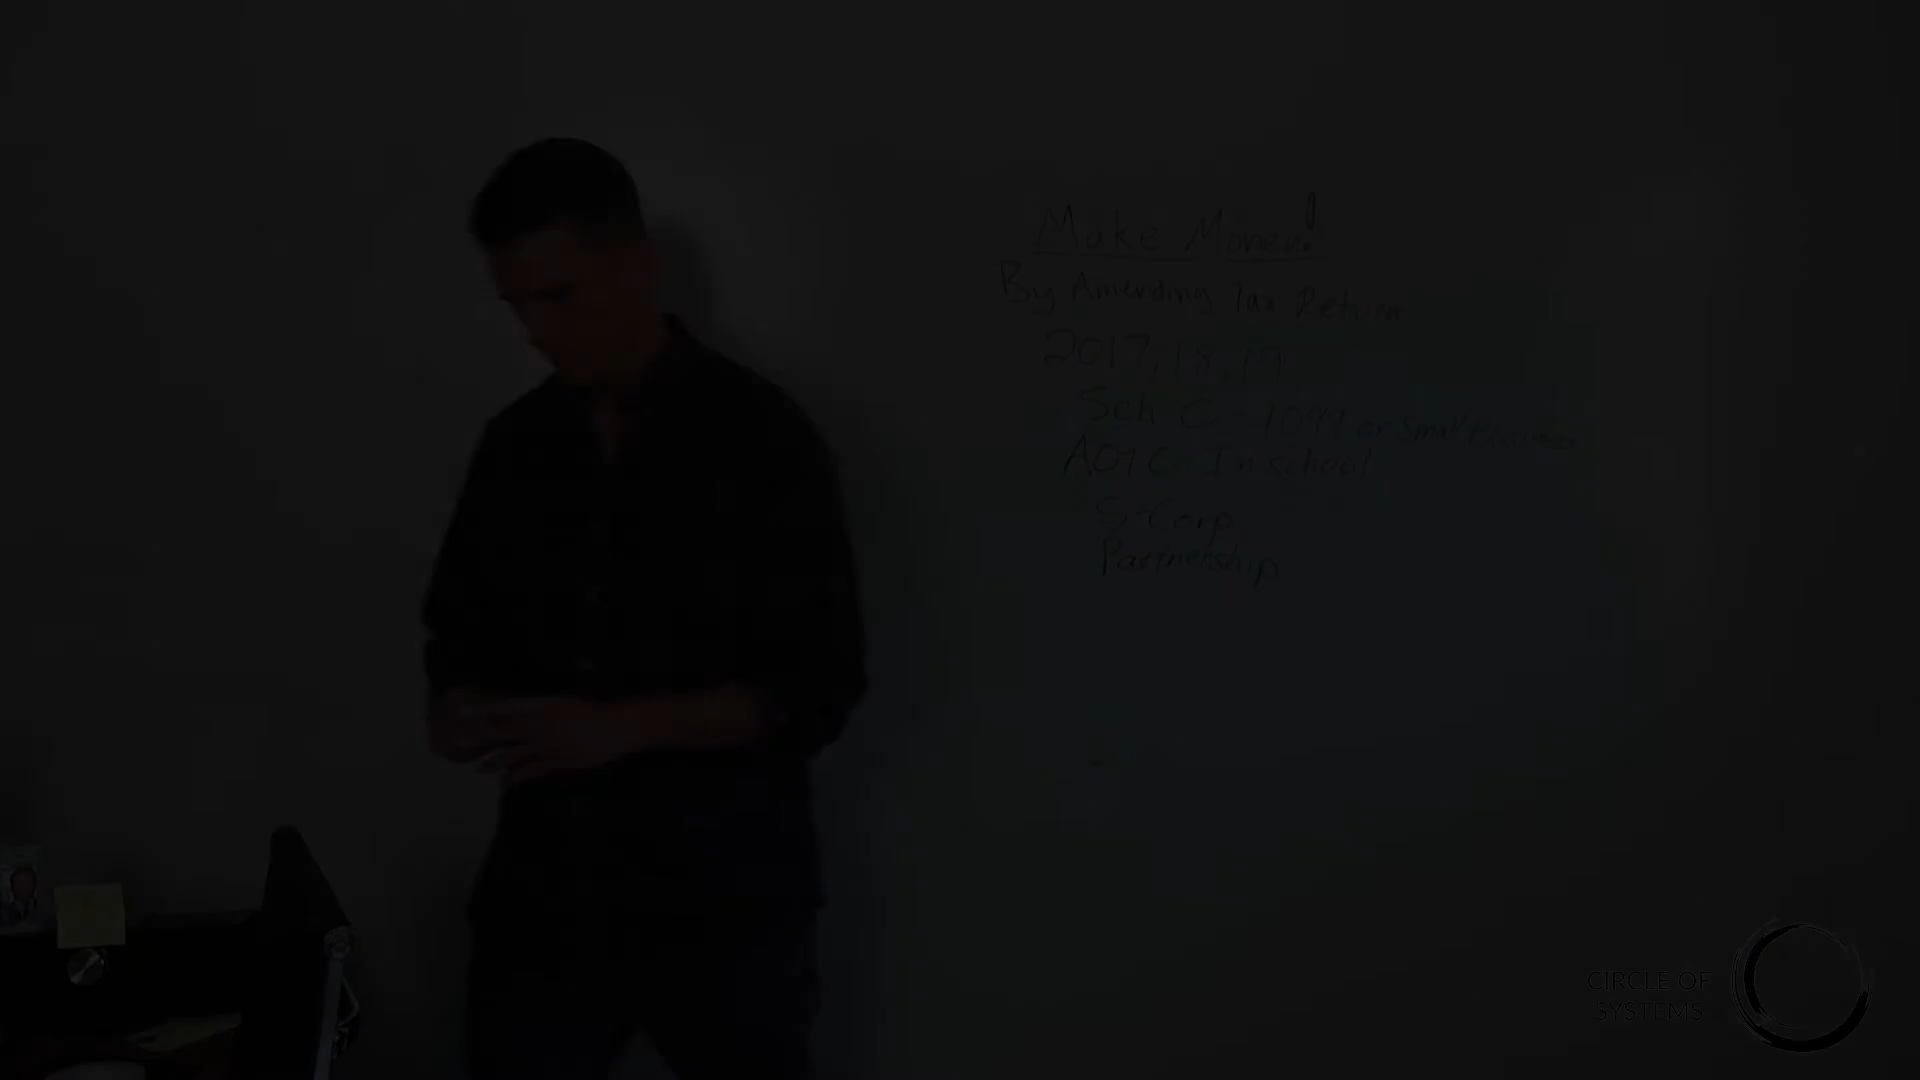 Make Money!
By Amending Tax Return
2017, 18, 19
Sch C - 1099 or Small Business
AOTC - In school
S-Corp
Partnership
CIRCLE OF
SYSTEMS